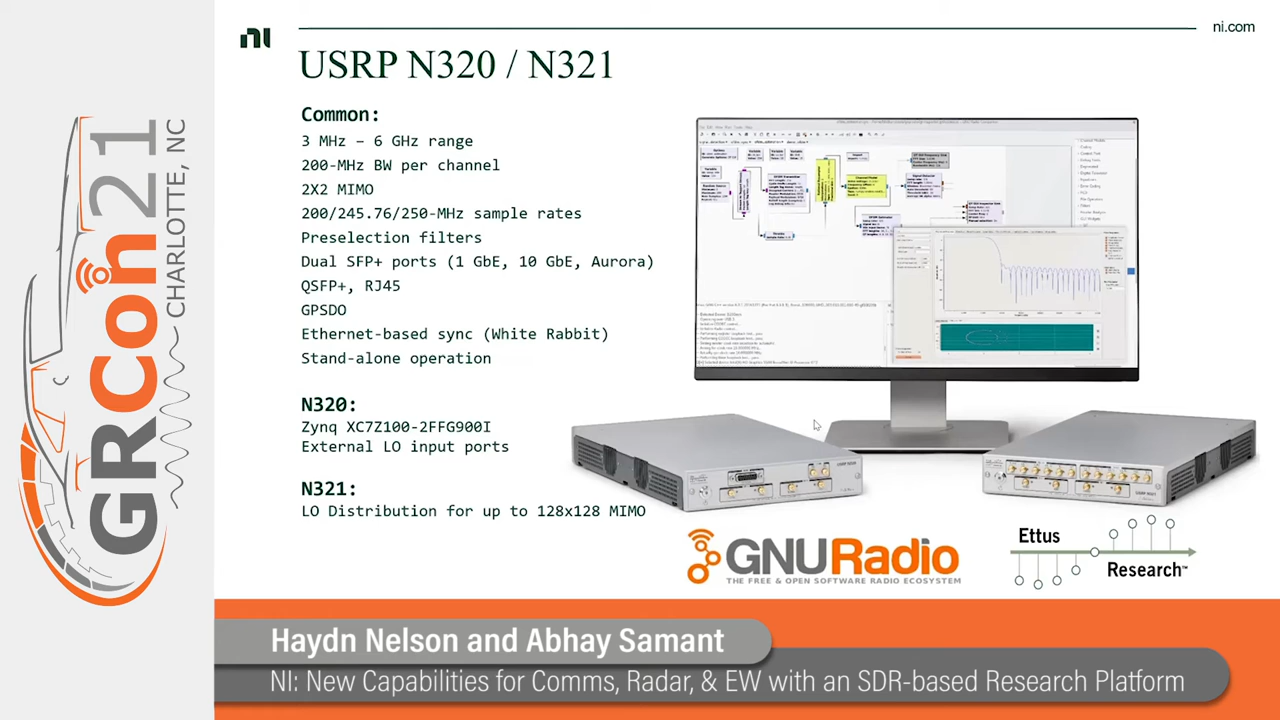 ni
ni.com
USRP N320 / N321
Common:
3 MHz – 6 GHz range
200-MHz BW per channel
2X2 MIMO
200/245.76/250-MHz sample rates
Preselection filters
Dual SFP+ ports (1 GbE, 10 GbE, Aurora)
QSFP+, RJ45
GPSDO
Ethernet-based sync (White Rabbit)
Stand-alone operation
N320:
Zynq XC7Z100-2FFG900I
External LO input ports
N321:
LO Distribution for up to 128x128 MIMO
GNURadio
THE FREE & OPEN SOFTWARE RADIO ECOSYSTEM
Ettus
Research™
GRCon21
CHARLOTTE, NC
Haydn Nelson and Abhay Samant
NI: New Capabilities for Comms, Radar, & EW with an SDR-based Research Platform